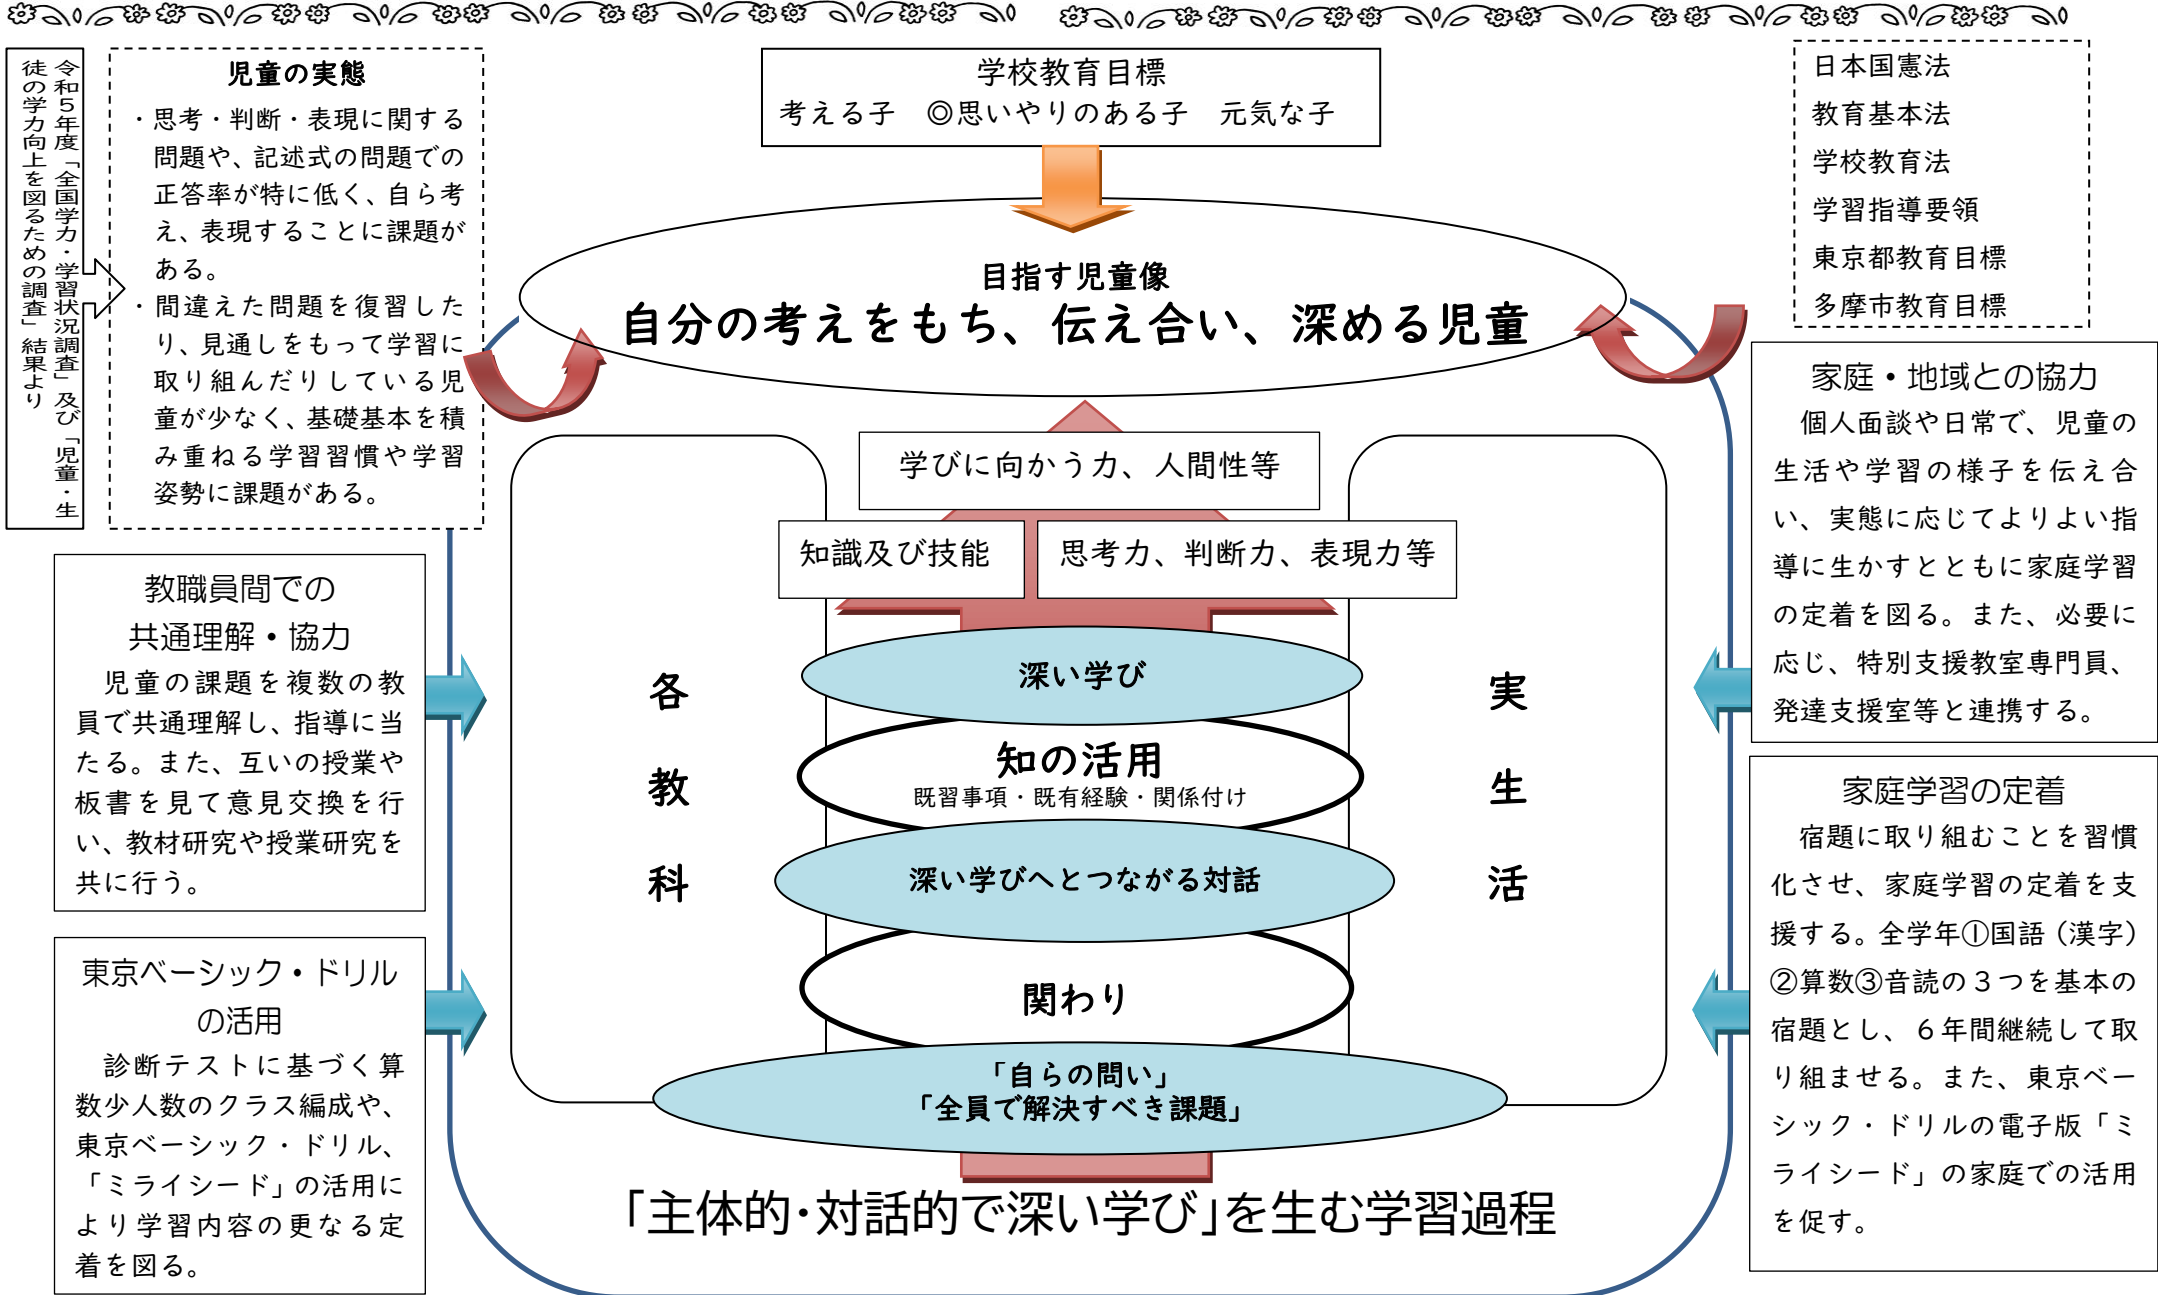 令和５年度「全国学力・学習状況調査」及び「児童・生
徒の学力向上を図るための調査」結果より
児童の実態
・思考・判断・表現に関する
問題や、記述式の問題での
正答率が特に低く、自ら考
え、表現することに課題が
ある。
・間違えた問題を復習した
り、見通しをもって学習に
取り組んだりしている児
童が少なく、基礎基本を積
み重ねる学習習慣や学習
姿勢に課題がある。
学校教育目標
考える子　◎思いやりのある子　元気な子
日本国憲法
教育基本法
学校教育法
学習指導要領
東京都教育目標
多摩市教育目標
目指す児童像
自分の考えをもち、伝え合い、深める児童
学びに向かう力、人間性等
知識及び技能
思考力、判断力、表現力等
各
教
科
深い学び
知の活用
既習事項・既有経験・関係付け
深い学びへとつながる対話
関わり
「自らの問い」
「全員で解決すべき課題」
実
生
活
「主体的・対話的で深い学び」を生む学習過程
教職員間での
共通理解・協力
児童の課題を複数の教
員で共通理解し、指導に当
たる。また、互いの授業や
板書を見て意見交換を行
い、教材研究や授業研究を
共に行う。
東京ベーシック・ドリル
の活用
診断テストに基づく算
数少人数のクラス編成や、
東京ベーシック・ドリル、
「ミライシード」の活用に
より学習内容の更なる定
着を図る。
家庭・地域との協力
個人面談や日常で、児童の
生活や学習の様子を伝え合
い、実態に応じてよりよい指
導に生かすとともに家庭学習
の定着を図る。また、必要に
応じ、特別支援教室専門員、
発達支援室等と連携する。
家庭学習の定着
宿題に取り組むことを習慣
化させ、家庭学習の定着を支
援する。全学年①国語（漢字）
②算数③音読の３つを基本の
宿題とし、６年間継続して取
り組ませる。また、東京ベー
シック・ドリルの電子版「ミ
ライシード」の家庭での活用
を促す。